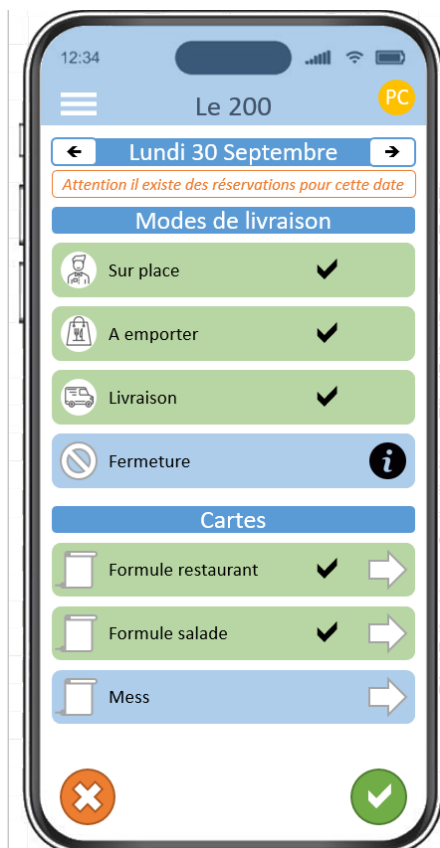 12:34
Le 200
PC
Lundi 30 Septembre
Attention il existe des réservations pour cette date
Modes de livraison
Sur place
A emporter
Livraison
Fermeture
i
Cartes
Formule restaurant
Formule salade
Mess